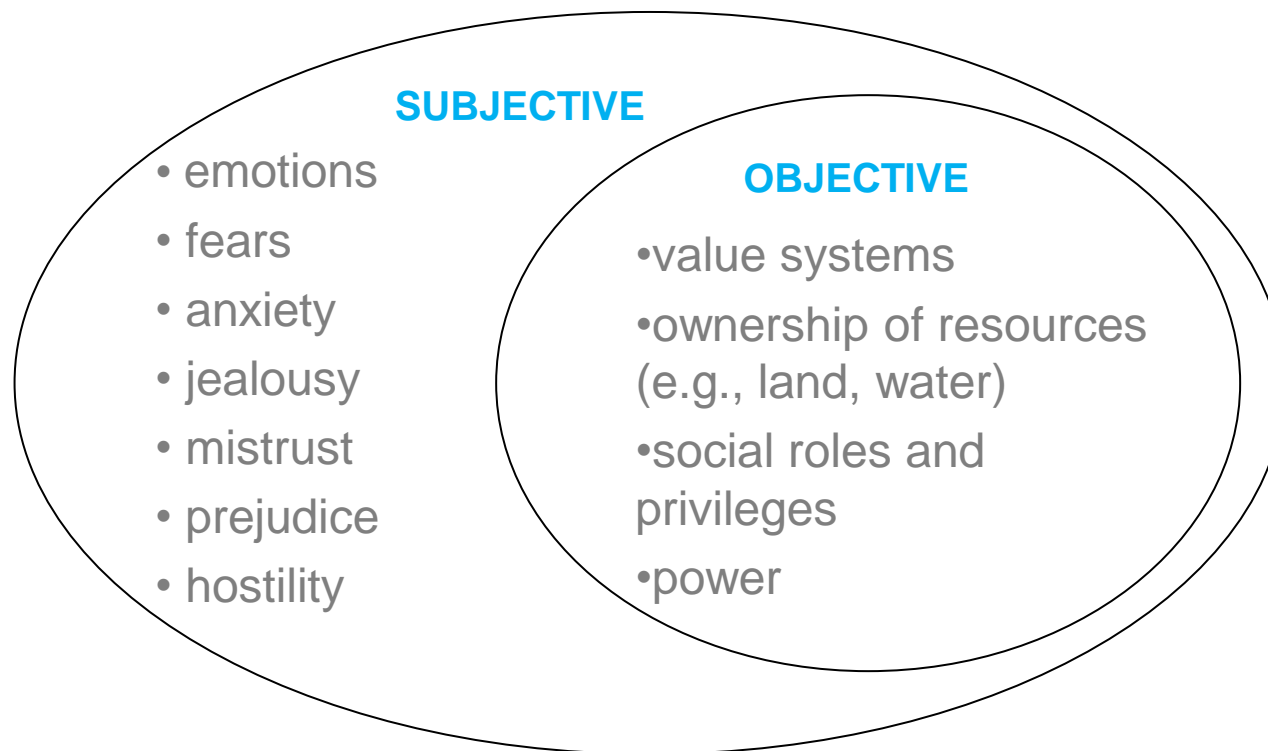 SUBJECTIVE
• emotions
• fears
• anxiety
• jealousy
• mistrust
• prejudice
• hostility
OBJECTIVE
•value systems
•ownership of resources
(e.g., land, water)
•social roles and
privileges
•power